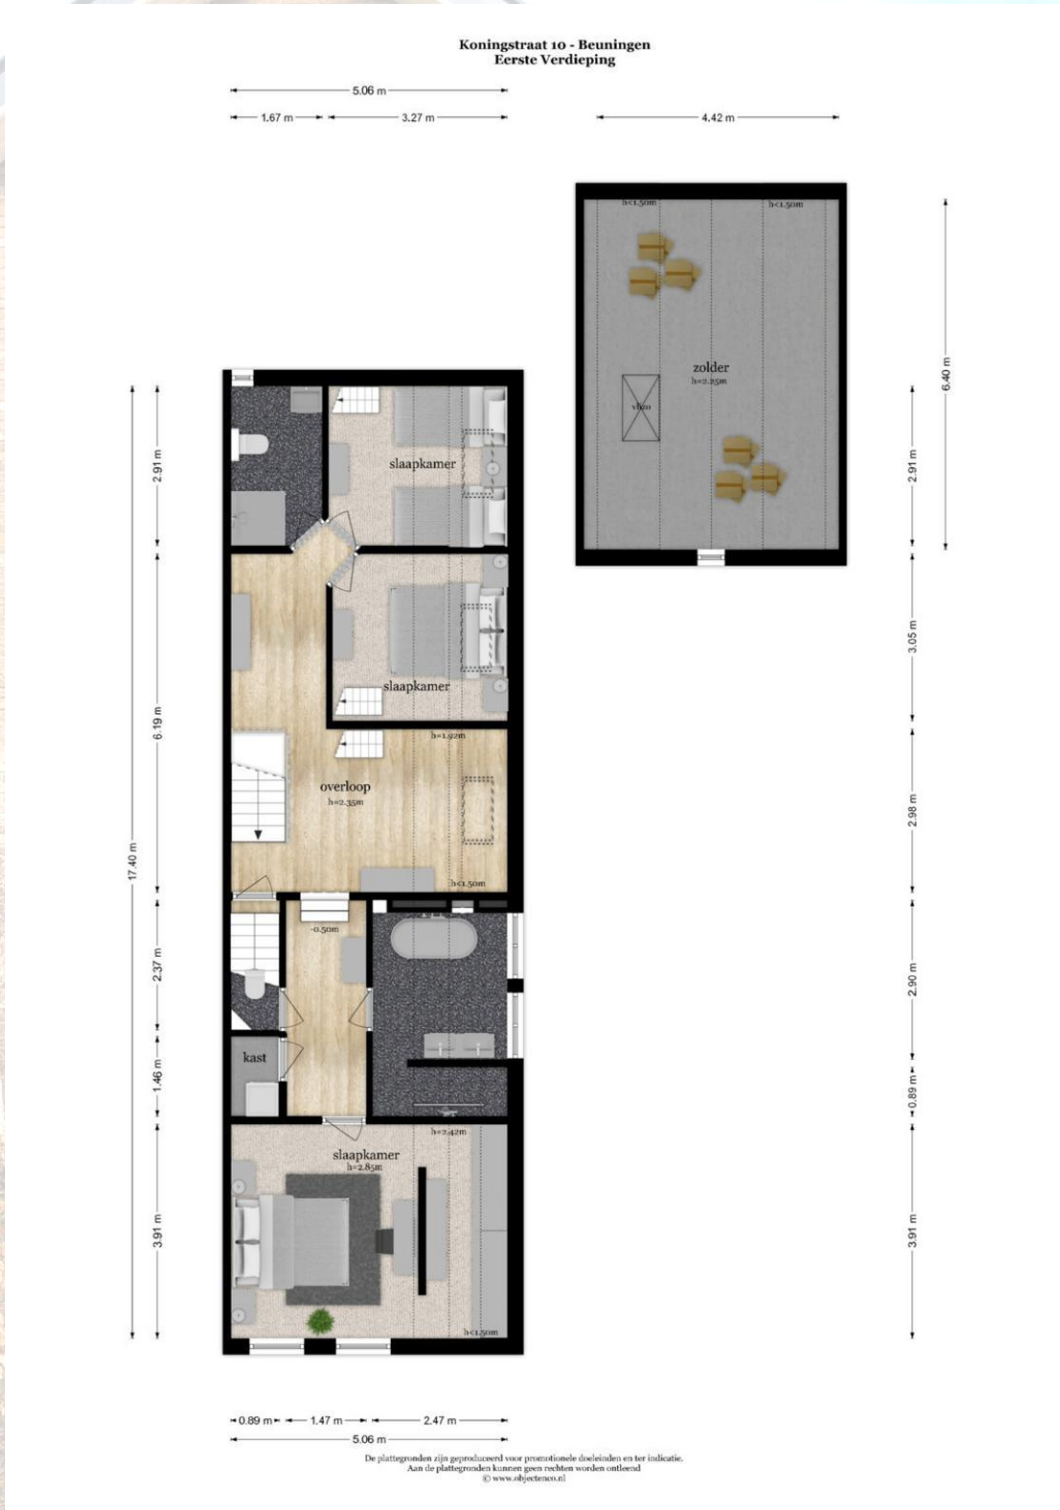 Koningstraat 10 - Beuningen
Eerste Verdieping
5.06 m
1.67 m
3.27 m
4.42 m
h<1.50m
h<1.50m
zolder
h=2.25m
vlizo
6.40 m
2.91 m
slaapkamer
2.91 m
3.05 m
slaapkamer
6.19 m
h=1.92m
overloop
h=2.35m
2.98 m
17.40 m
h<1.50m
-0.50m
2.37 m
2.90 m
kast
1.46 m
0.89 m
h=2.42m
slaapkamer
h=2.85m
3.91 m
3.91 m
h<1.50m
0.89 m
1.47 m
2.47 m
5.06 m
De plattegronden zijn geproduceerd voor promotionele doeleinden en ter indicatie.
Aan de plattegronden kunnen geen rechten worden ontleend
© www.objectenco.nl